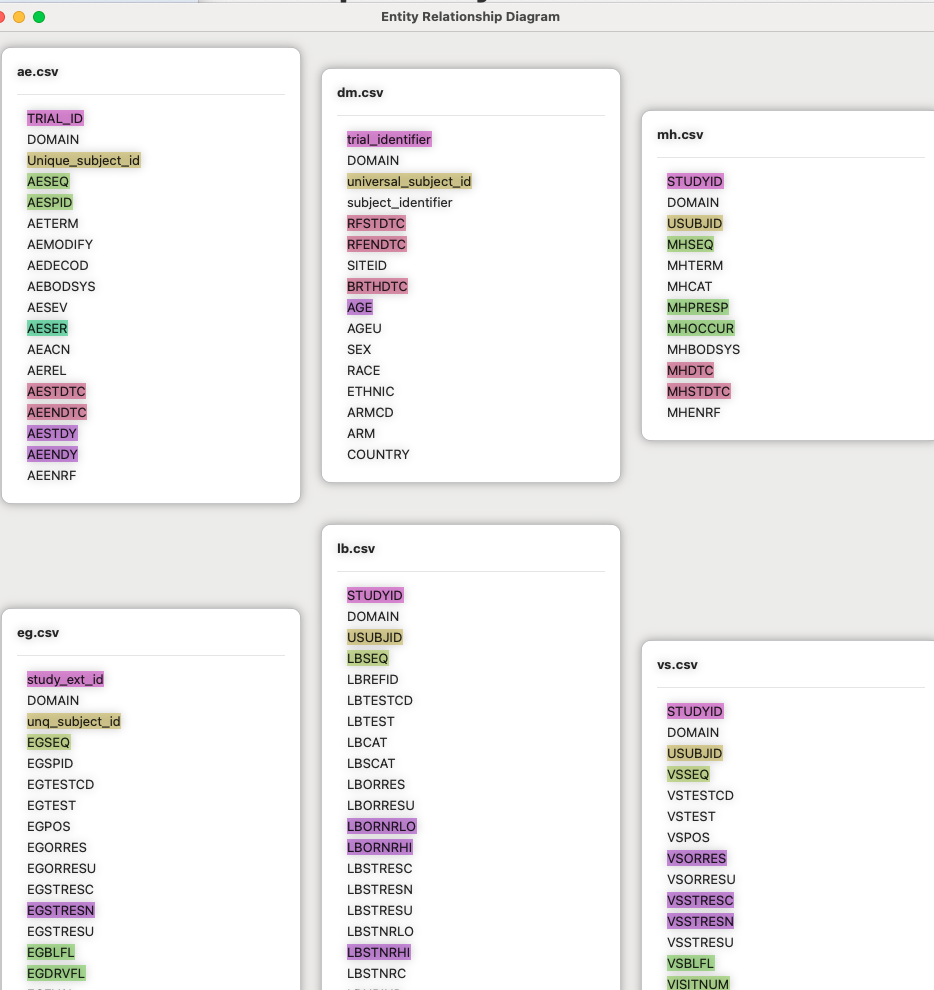 Entity Relationship Diagram
ae.csv
TRIAL_ID
DOMAIN
Unique_subject_id
AESEQ
AESPID
AETERM
AEMODIFY
AEDECOD
AEBODSYS
AESEV
AESER
AEACN
AEREL
AESTDTC
AEENDTC
AESTDY
AEENDY
AEENRF
dm.csv
trial_identifier
DOMAIN
universal_subject_id
subject_identifier
RFSTDTC
RFENDTC
SITEID
BRTHDTC
AGE
AGEU
SEX
RACE
ETHNIC
ARMCD
ARM
COUNTRY
mh.csv
STUDYID
DOMAIN
USUBJID
MHSEQ
MHTERM
MHCAT
MHPRESP
MHOCCUR
MHBODSYS
MHDTC
MHSTDTC
MHENRF
eg.csv
study_ext_id
DOMAIN
unq_subject_id
EGSEQ
EGSPID
EGTESTCD
EGTEST
EGPOS
EGORRES
EGORRESU
EGSTRESC
EGSTRESN
EGSTRESU
EGBLFL
EGDRVFL
lb.csv
STUDYID
DOMAIN
USUBJID
LBSEQ
LBREFID
LBTESTCD
LBTEST
LBCAT
LBSCAT
LBORRES
LBORRESU
LBORNRLO
LBORNRHI
LBSTRESC
LBSTRESN
LBSTRESU
LBSTNRLO
LBSTNRHI
LBSTNRC
vs.csv
STUDYID
DOMAIN
USUBJID
VSSEQ
VSTESTCD
VSTEST
VSPOS
VSORRES
VSORRESU
VSSTRESC
VSSTRESN
VSSTRESU
VSBLFL
VISITNUM